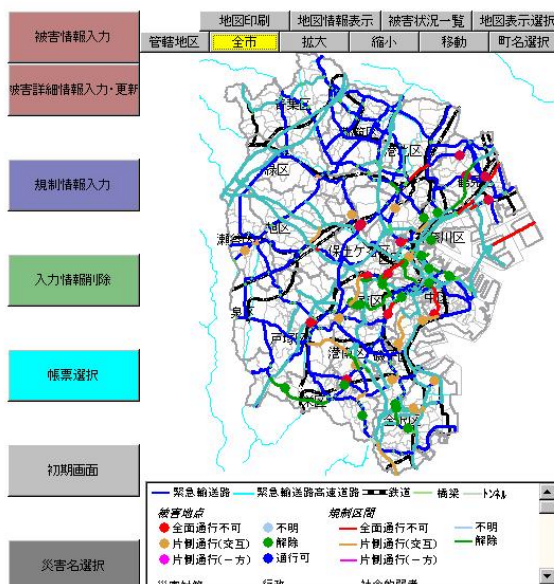 地図印刷 地図情報表示 被害状況一覧 地図表示選択
管轄地区 全市 拡大 縮小 移動 町名選択
被害情報入力
被害詳細情報入力・更新
規制情報入力
入力情報削除
帳票選択
初期画面
災害名選択
青葉区
都筑区
港北区
緑区
鶴見
旭区
瀬谷
保土ケ谷区
川区
泉区
戸塚
港南区
中区
栄区
金沢区
緊急輸送路 緊急輸送路高速道路 鉄道 橋梁 トンネル
被害地点 規制区間
全面通行不可 不明 全面通行不可 不明
片側通行(交互) 解除 片側通行(交互) 解除
片側通行(一方) 通行可 片側通行(一方)